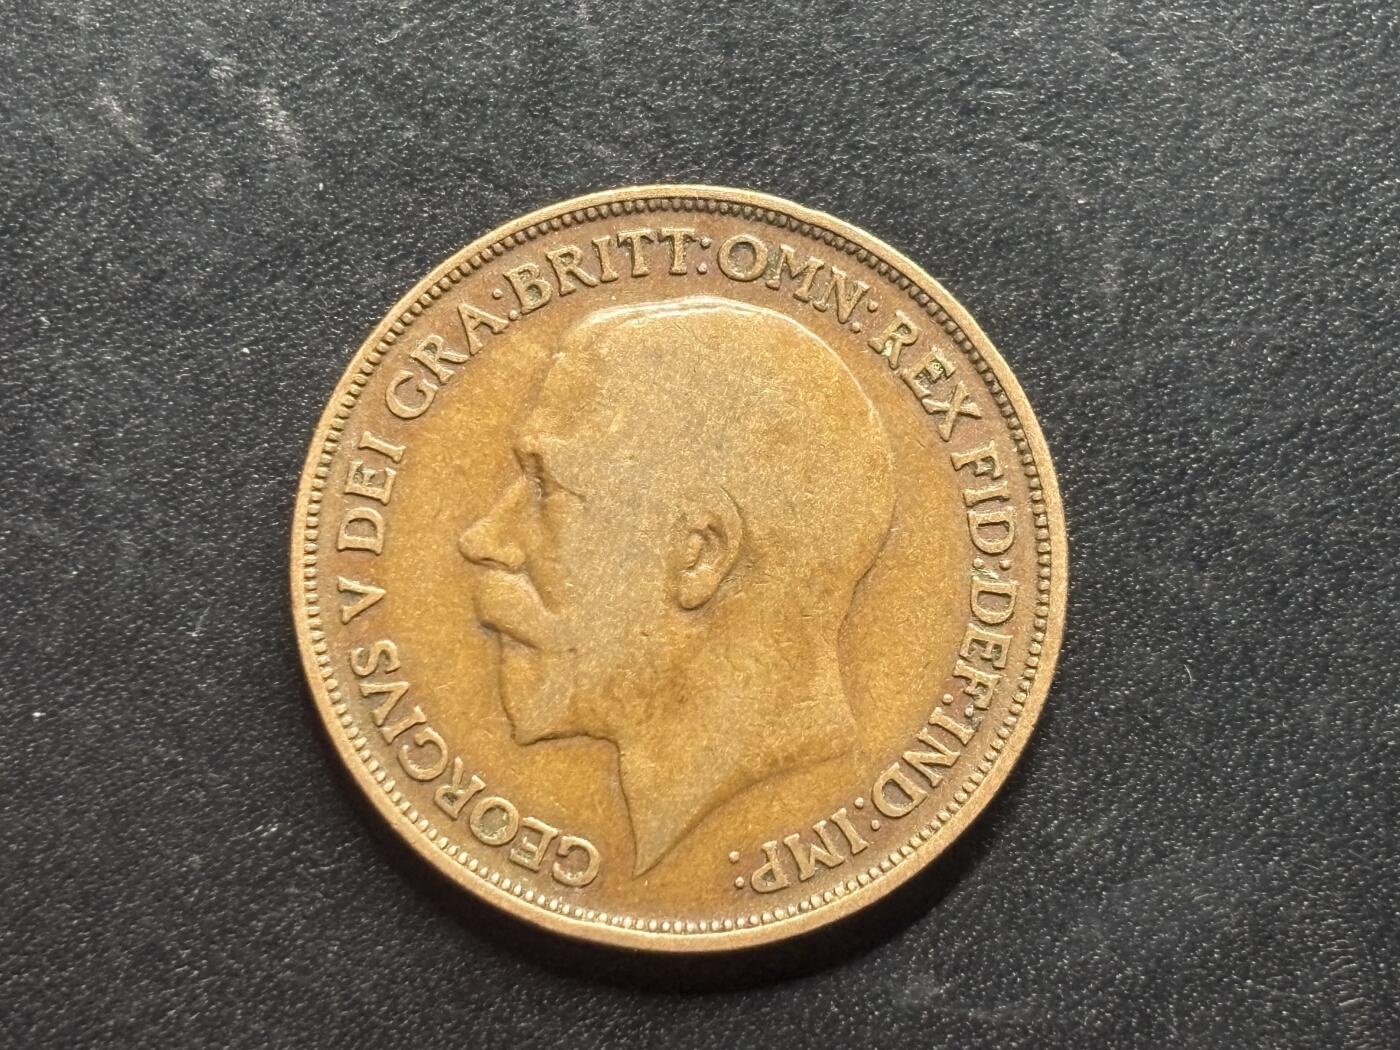 GEORGIVS V DEI GRA:BRITT:OMN: REX FID:DEF:IND:IMP: